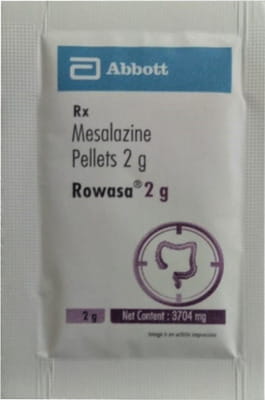 Abbott
Rx
Mesalazine
Pellets 2 g
Rowasa® 2 g
2 g
Net Content : 3704 mg
Image is an artistic impression